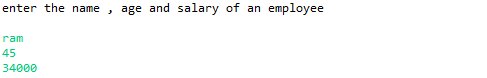 enter the name , age and salary of an employee
ram
45
34000